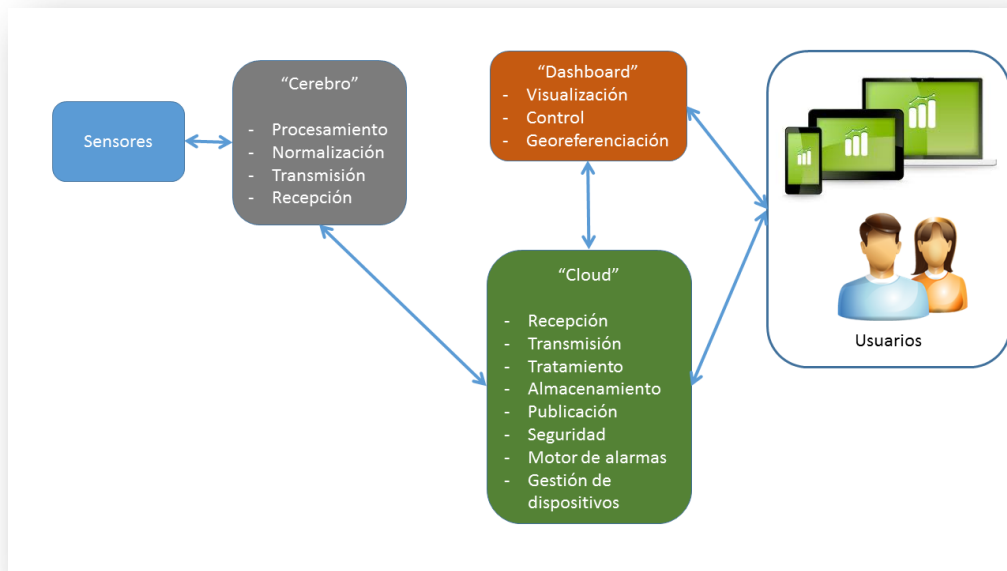 Sensores
“Cerebro”
- Procesamiento
- Normalización
- Transmisión
- Recepción
“Dashboard”
- Visualización
- Control
- Georeferenciación
“Cloud”
- Recepción
- Transmisión
- Tratamiento
- Almacenamiento
- Publicación
- Seguridad
- Motor de alarmas
- Gestión de
dispositivos
Usuarios